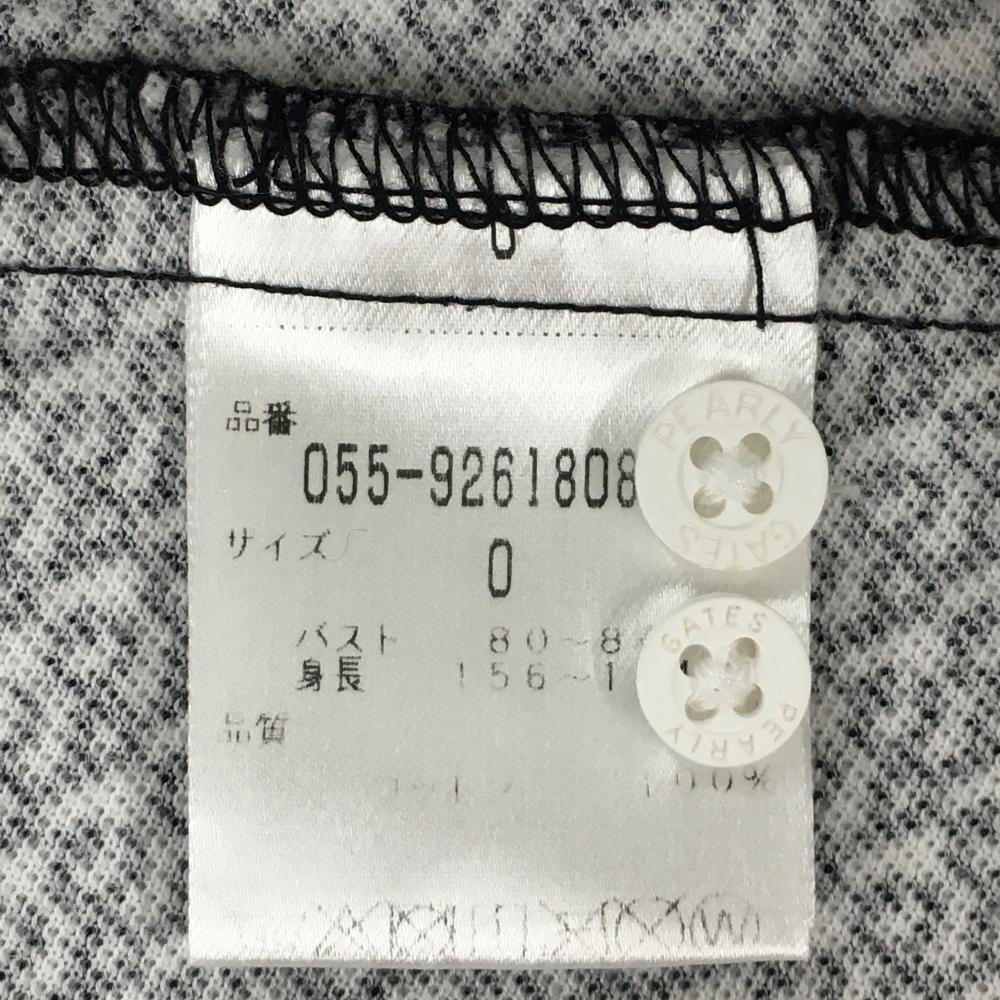 品番
055-9261808
サイズ
0
バスト 80~8
身長 156~1
品質
100%
PEARLY GATES
PEARLY GATES